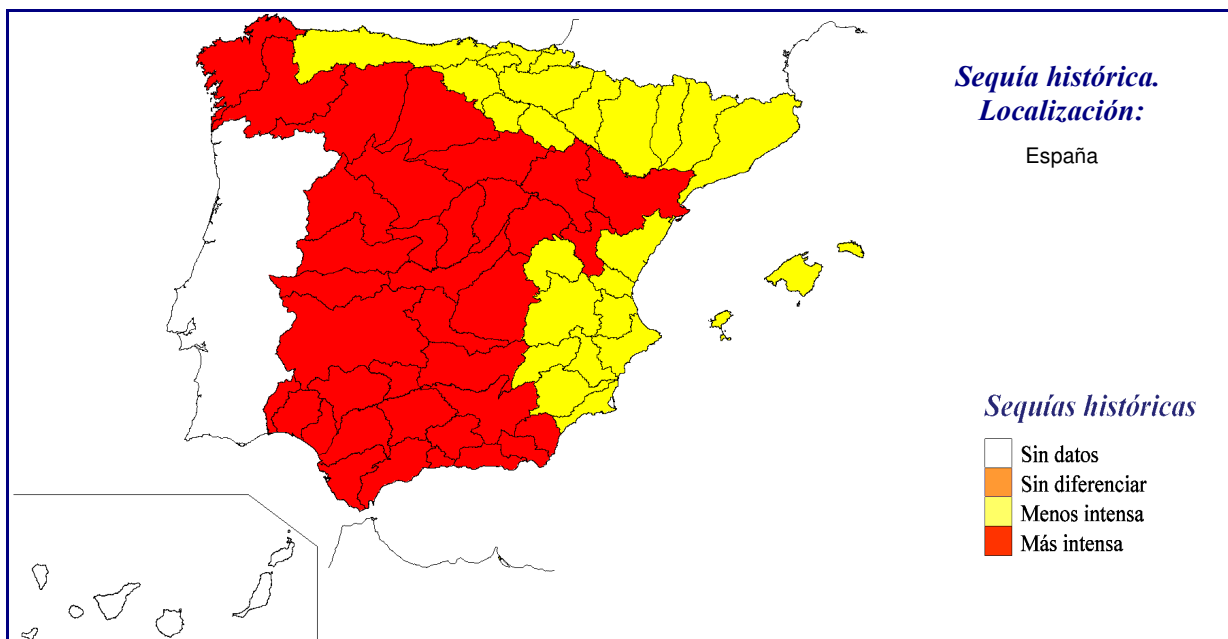 Sequía histórica.
Localización:
España
Sequías históricas
Sin datos
Sin diferenciar
Menos intensa
Más intensa